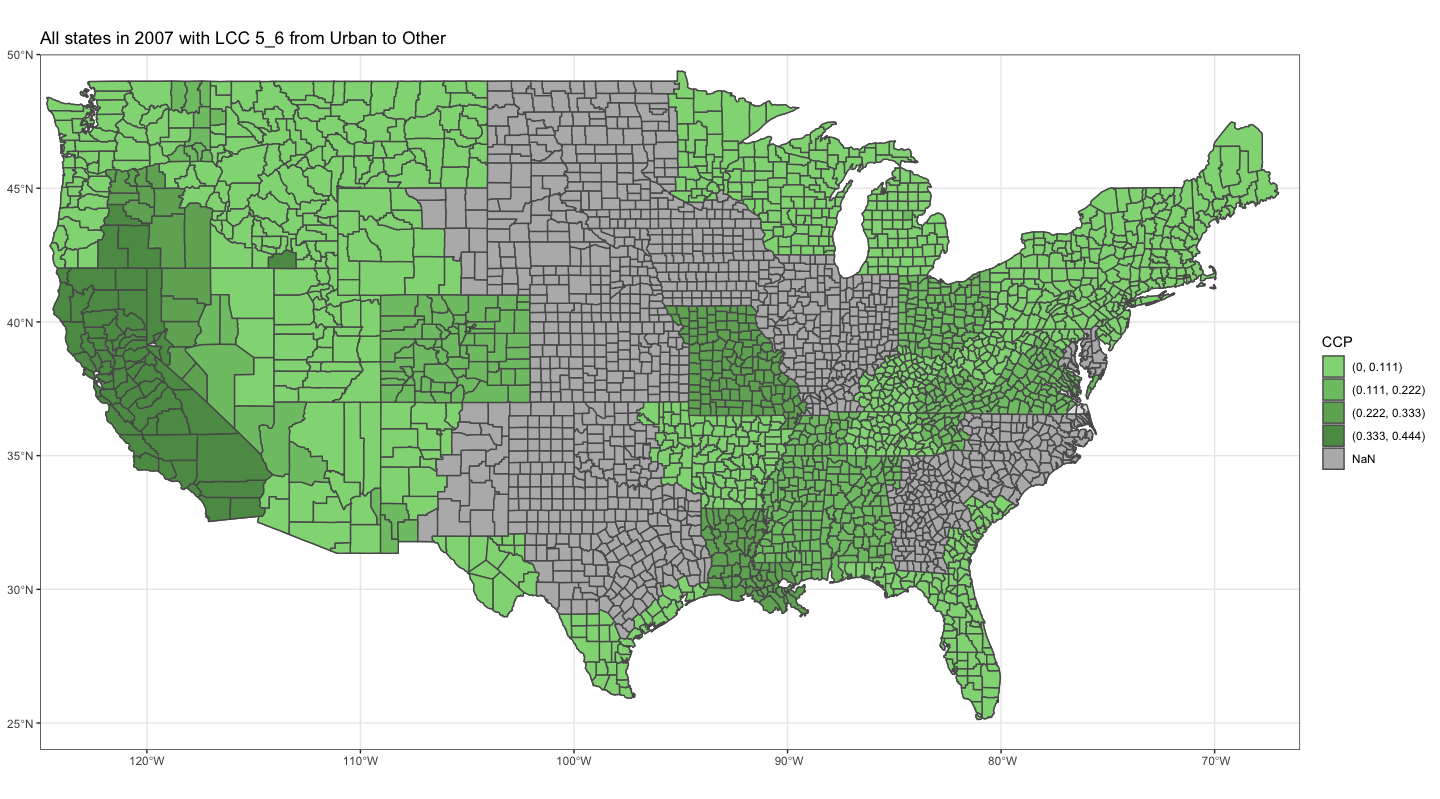 All states in 2007 with LCC 5_6 from Urban to Other
50°N
45°N
40°N
35°N
30°N
25°N
120°W
110°W
100°W
90°W
80°W
70°W
CCP
(0, 0.111)
(0.111, 0.222)
(0.222, 0.333)
(0.333, 0.444)
NaN